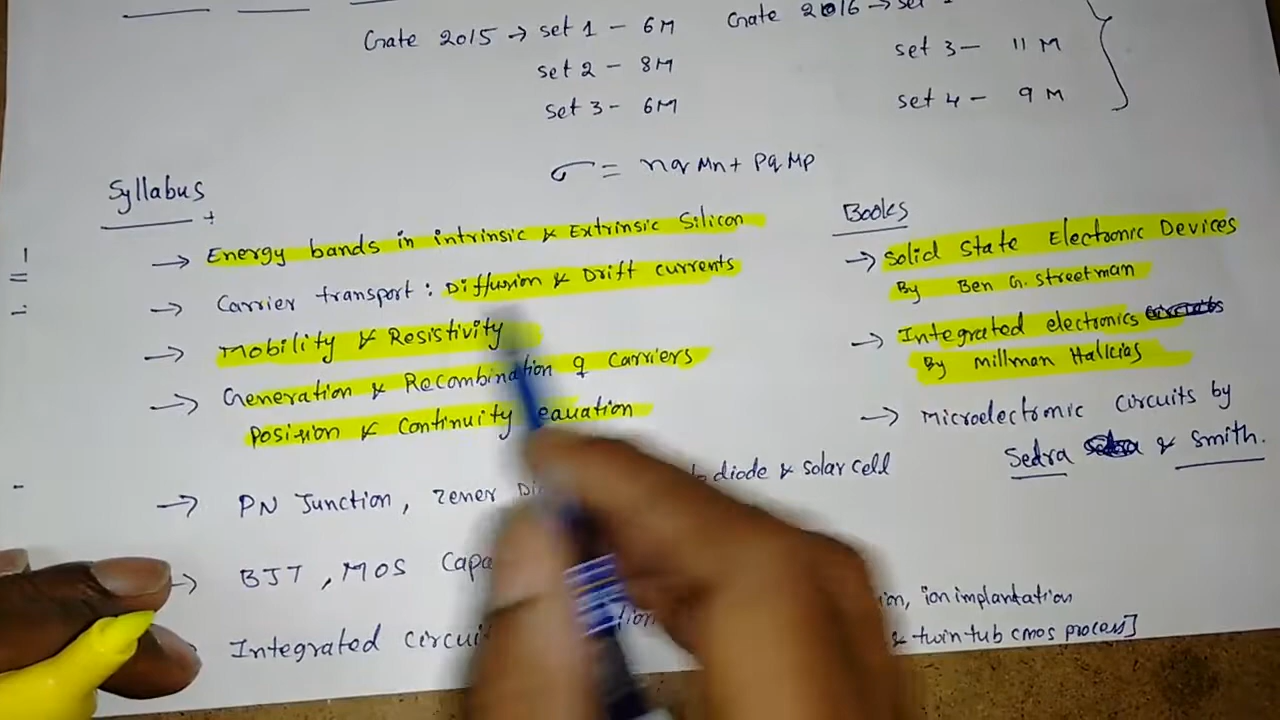 Gate 2015 → set 1 - 6M
set 2 - 8M
set 3 - 6M
Gate 2016 → set
set 3 - 11 M
set 4 - 9 M
σ = nqμn + pqμp
Syllabus
→ Energy bands in intrinsic & Extrinsic Silicon
→ Carrier transport: Diffusion & Drift currents
→ Mobility & Resistivity
→ Generation & Recombination of Carriers
Continuity equation
→ PN Junction, zener
diode & solar cell
→ BJT, MOS
Integrated
ion implantation
& twin tub cmos process]
Books
→ Solid State Electronic Devices
By Ben G. Streetman
→ Integrated electronics
By Millman Halkias
→ Microelectronic Circuits by
Sedra & Smith.